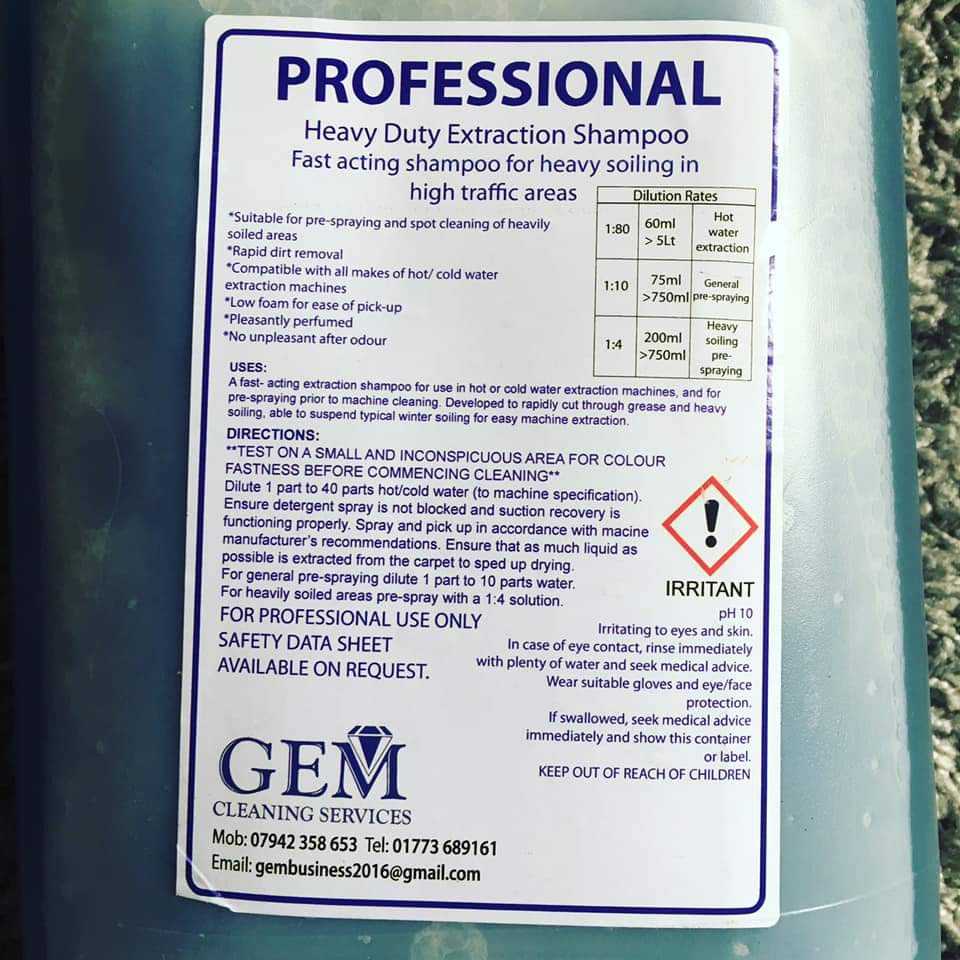 PROFESSIONAL
Heavy Duty Extraction Shampoo
Fast acting shampoo for heavy soiling in
high traffic areas
*Suitable for pre-spraying and spot cleaning of heavily
soiled areas
*Rapid dirt removal
*Compatible with all makes of hot/ cold water
extraction machines
*Low foam for ease of pick-up
*Pleasantly perfumed
*No unpleasant after odour
Dilution Rates
1:80 60ml > 5Lt Hot water extraction
1:10 75ml >750ml General pre-spraying
1:4 200ml >750ml Heavy soiling pre-spraying
USES:
A fast- acting extraction shampoo for use in hot or cold water extraction machines, and for
pre-spraying prior to machine cleaning. Developed to rapidly cut through grease and heavy
soiling, able to suspend typical winter soiling for easy machine extraction.
DIRECTIONS:
**TEST ON A SMALL AND INCONSPICUOUS AREA FOR COLOUR
FASTNESS BEFORE COMMENCING CLEANING**
Dilute 1 part to 40 parts hot/cold water (to machine specification).
Ensure detergent spray is not blocked and suction recovery is
functioning properly. Spray and pick up in accordance with macine
manufacturer's recommendations. Ensure that as much liquid as
possible is extracted from the carpet to sped up drying.
For general pre-spraying dilute 1 part to 10 parts water.
For heavily soiled areas pre-spray with a 1:4 solution.
FOR PROFESSIONAL USE ONLY
SAFETY DATA SHEET
AVAILABLE ON REQUEST.
IRRITANT
pH 10
Irritating to eyes and skin.
In case of eye contact, rinse immediately
with plenty of water and seek medical advice.
Wear suitable gloves and eye/face
protection.
If swallowed, seek medical advice
immediately and show this container
or label.
KEEP OUT OF REACH OF CHILDREN
GEM
CLEANING SERVICES
Mob: 07942 358 653 Tel: 01773 689161
Email: gembusiness2016@gmail.com